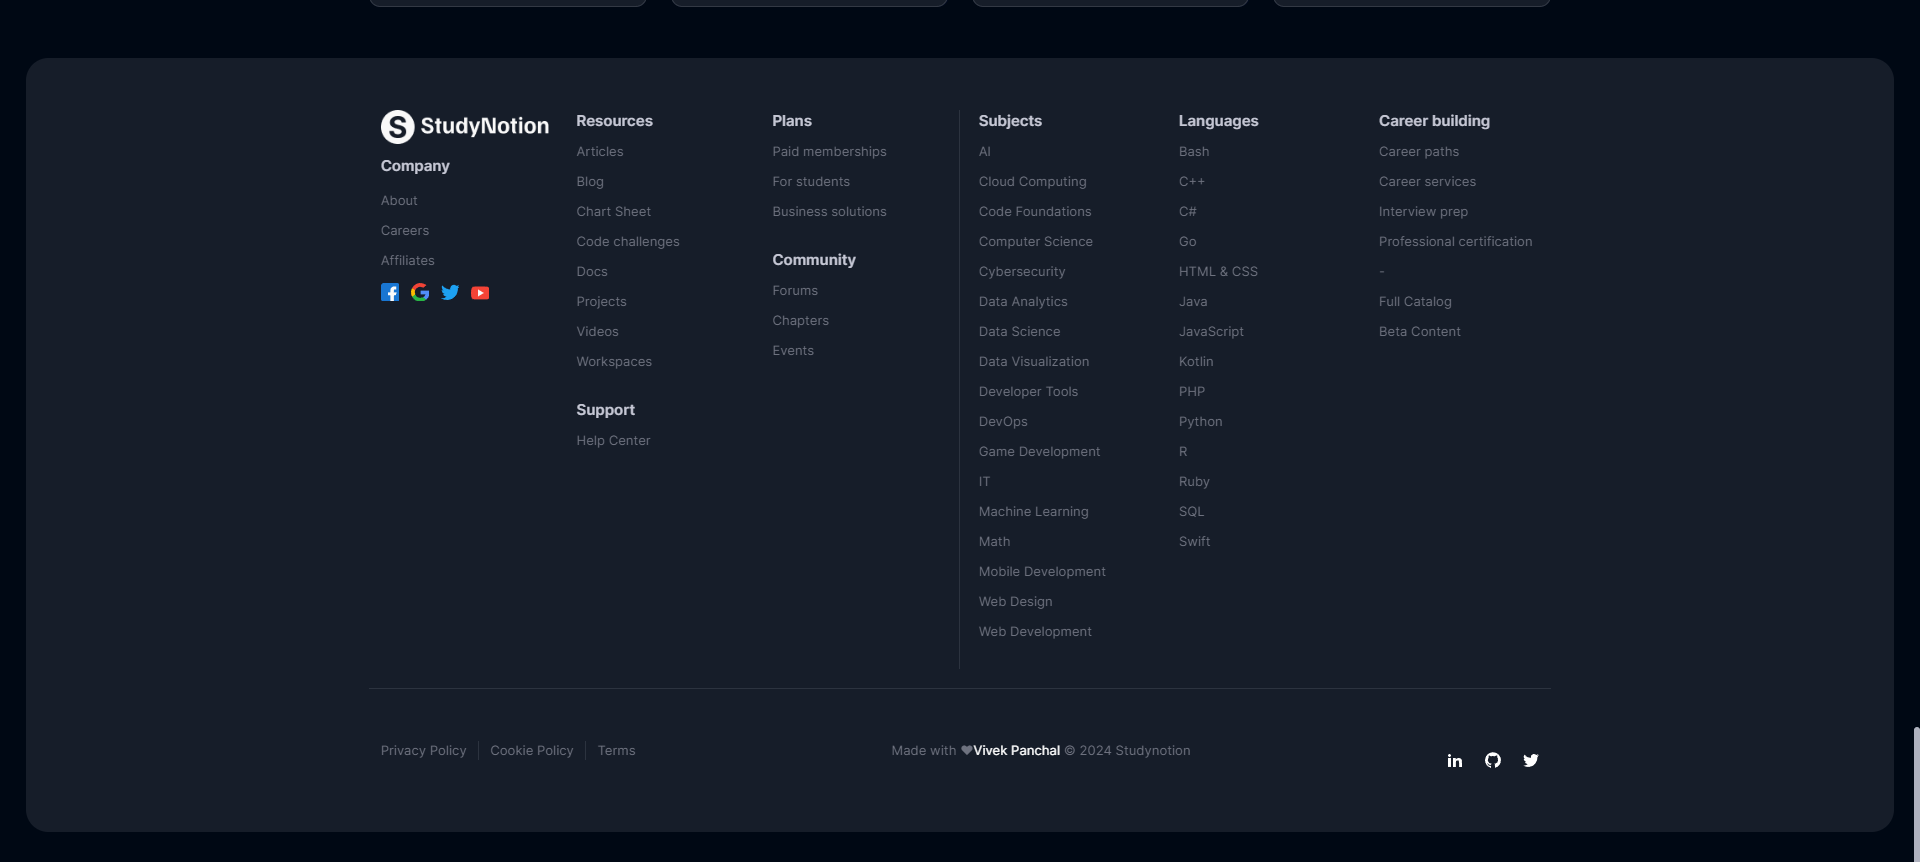 StudyNotion
Company
About
Careers
Affiliates
Resources
Articles
Blog
Chart Sheet
Code challenges
Docs
Projects
Videos
Workspaces
Support
Help Center
Plans
Paid memberships
For students
Business solutions
Community
Forums
Chapters
Events
Subjects
AI
Cloud Computing
Code Foundations
Computer Science
Cybersecurity
Data Analytics
Data Science
Data Visualization
Developer Tools
DevOps
Game Development
IT
Machine Learning
Math
Mobile Development
Web Design
Web Development
Languages
Bash
C++
C#
Go
HTML & CSS
Java
JavaScript
Kotlin
PHP
Python
R
Ruby
SQL
Swift
Career building
Career paths
Career services
Interview prep
Professional certification
-
Full Catalog
Beta Content
Privacy Policy Cookie Policy Terms
Made with ❤Vivek Panchal © 2024 Studynotion